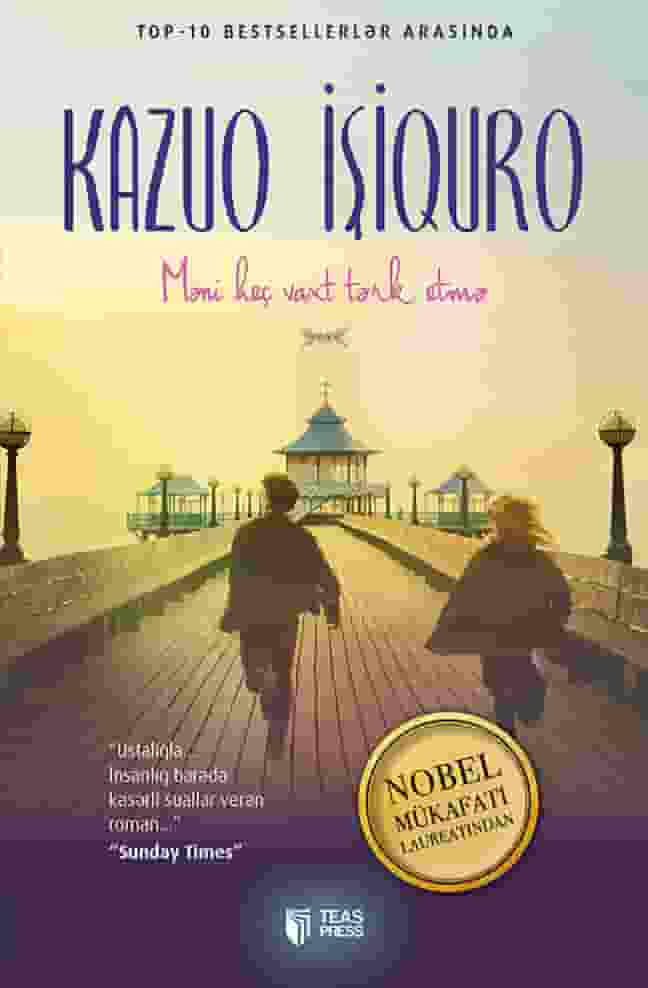 TOP-10 BESTSELLERLƏR ARASINDA
KAZUO İŞİQURO
Məni heç vaxt tərk etmə
"Ustalıqla...
İnsanlıq barədə
kəsərli suallar verən
roman..."
"Sunday Times"
NOBEL
MÜKAFATI
LAUREATINDAN
TEAS
PRESS